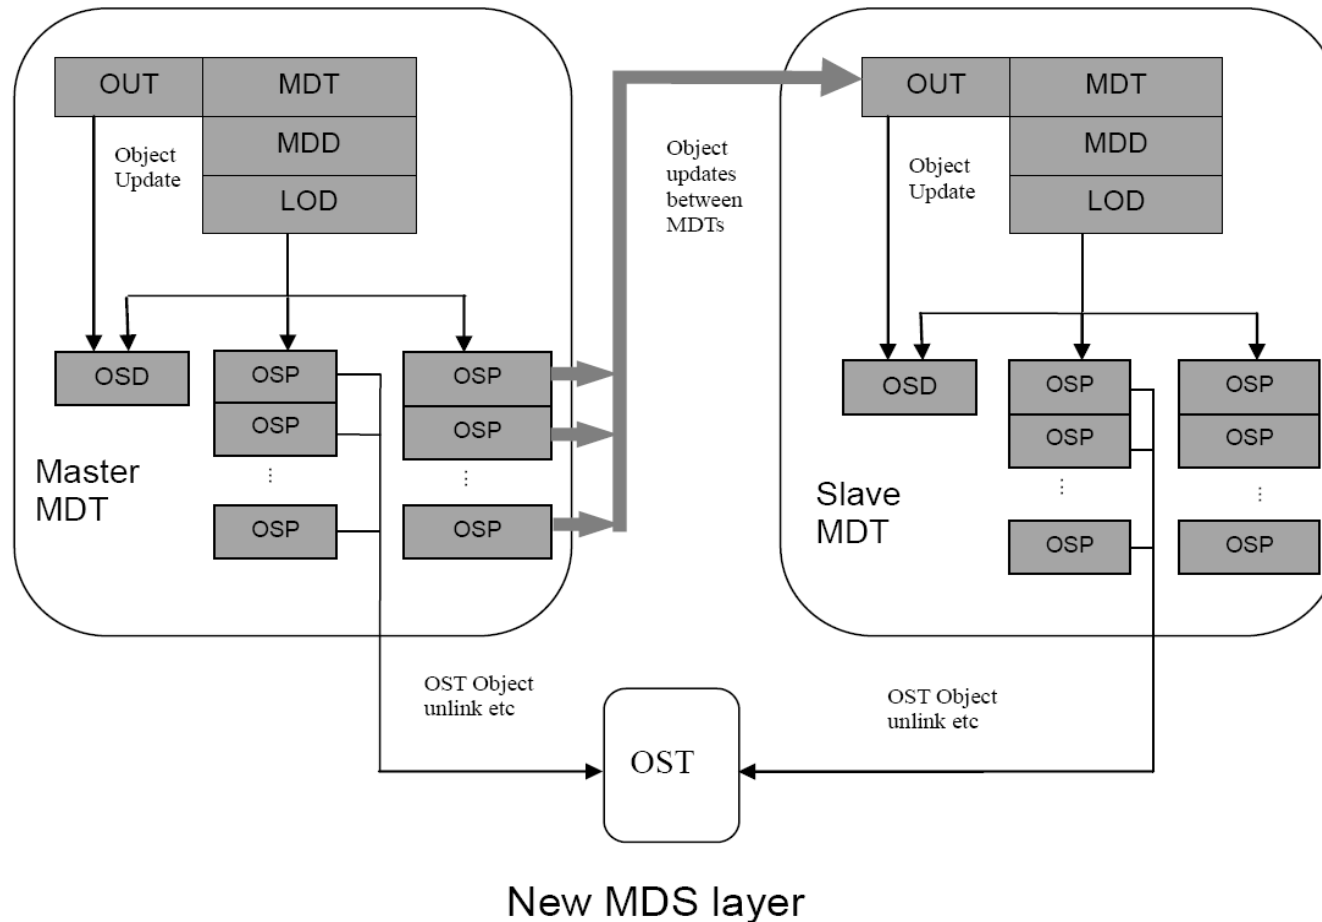 OUT
MDT
MDD
LOD
Object
Update
OSD
OSP
OSP
⋮
OSP
OSP
OSP
⋮
OSP
Master
MDT
Object
updates
between
MDTs
OUT
MDT
MDD
LOD
Object
Update
OSD
OSP
OSP
⋮
OSP
OSP
OSP
⋮
OSP
Slave
MDT
OST Object
unlink etc
OST
OST Object
unlink etc
New MDS layer